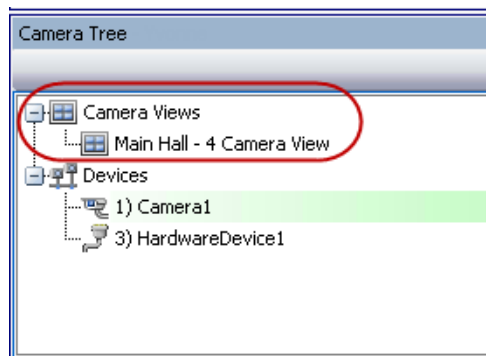 Camera Tree
Camera Views
Main Hall - 4 Camera View
Devices
1) Camera1
3) HardwareDevice1